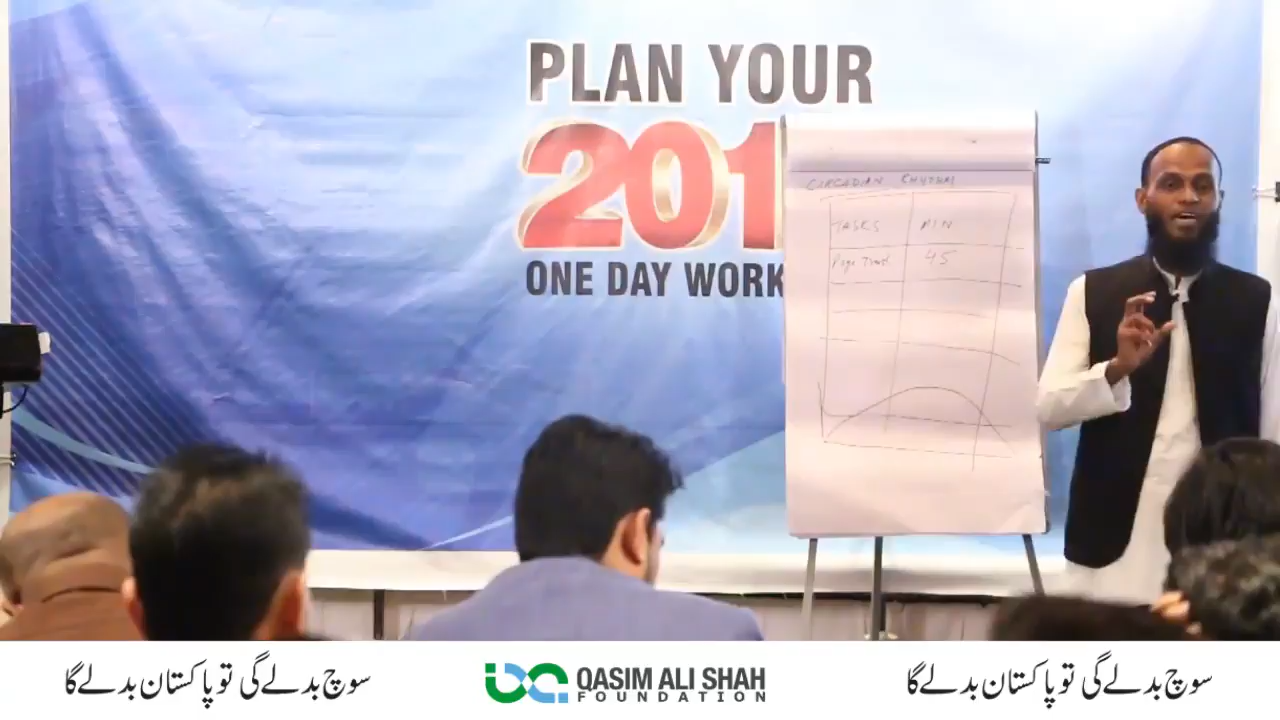 PLAN YOUR
201
ONE DAY WORK
CIRCADIAN RHYTHM
TASKS MIN
45
سوچ بدلے گی تو پاکستان بدلے گا
QASIM ALI SHAH
FOUNDATION
سوچ بدلے گی تو پاکستان بدلے گا